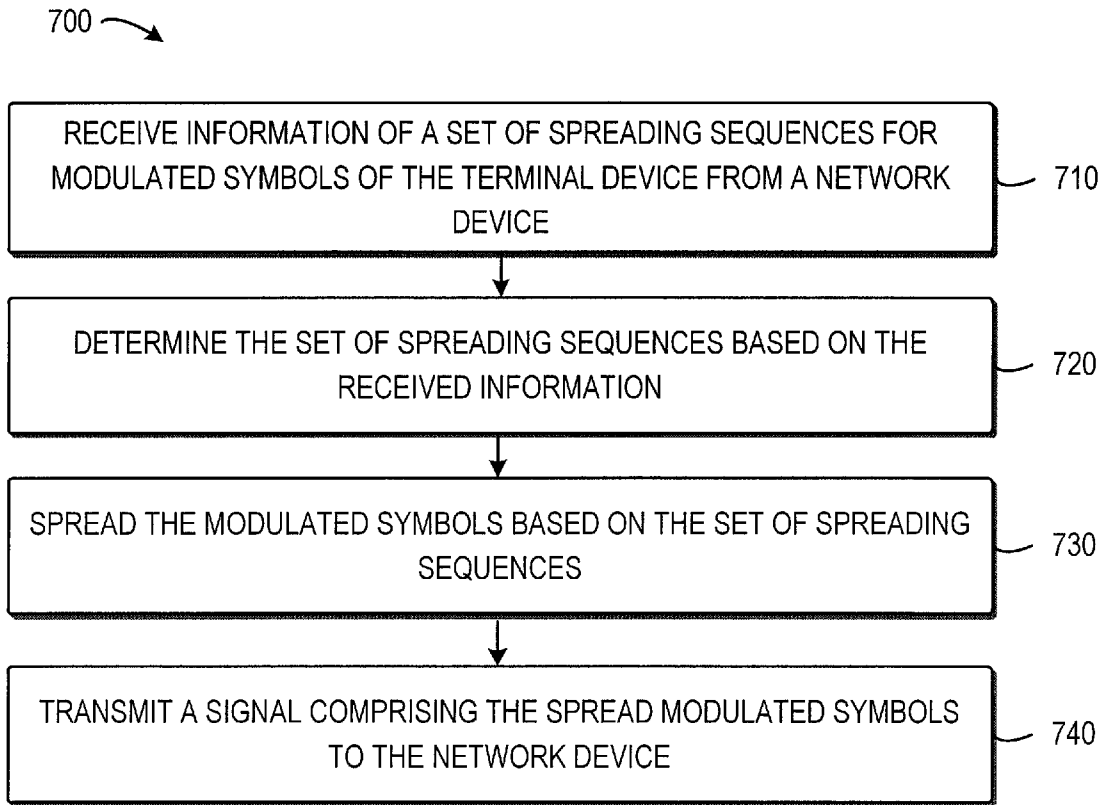 700
RECEIVE INFORMATION OF A SET OF SPREADING SEQUENCES FOR
MODULATED SYMBOLS OF THE TERMINAL DEVICE FROM A NETWORK
DEVICE
710
DETERMINE THE SET OF SPREADING SEQUENCES BASED ON THE
RECEIVED INFORMATION
720
SPREAD THE MODULATED SYMBOLS BASED ON THE SET OF SPREADING
SEQUENCES
730
TRANSMIT A SIGNAL COMPRISING THE SPREAD MODULATED SYMBOLS
TO THE NETWORK DEVICE
740